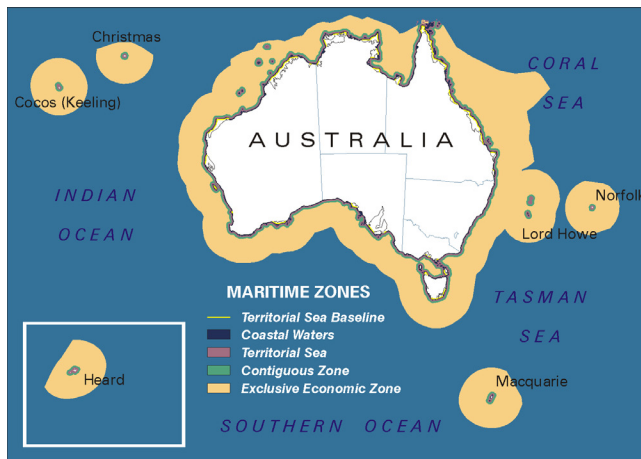 Christmas
Cocos (Keeling)
AUSTRALIA
CORAL
SEA
INDIAN
OCEAN
Norfolk
Lord Howe
TASMAN
SEA
MARITIME ZONES
Territorial Sea Baseline
Coastal Waters
Territorial Sea
Contiguous Zone
Exclusive Economic Zone
Heard
Macquarie
SOUTHERN OCEAN